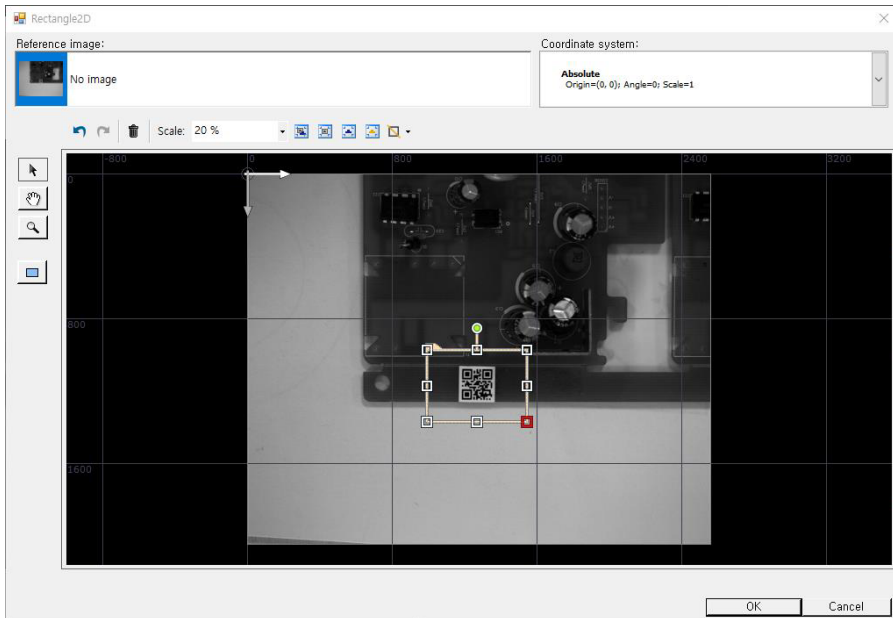 Rectangle2D
Reference image:
Coordinate system:
No image
Absolute
Origin=(0, 0); Angle=0; Scale=1
Scale: 20 %
-800 0 800 1600 2400 3200
0
800
1600
OK Cancel